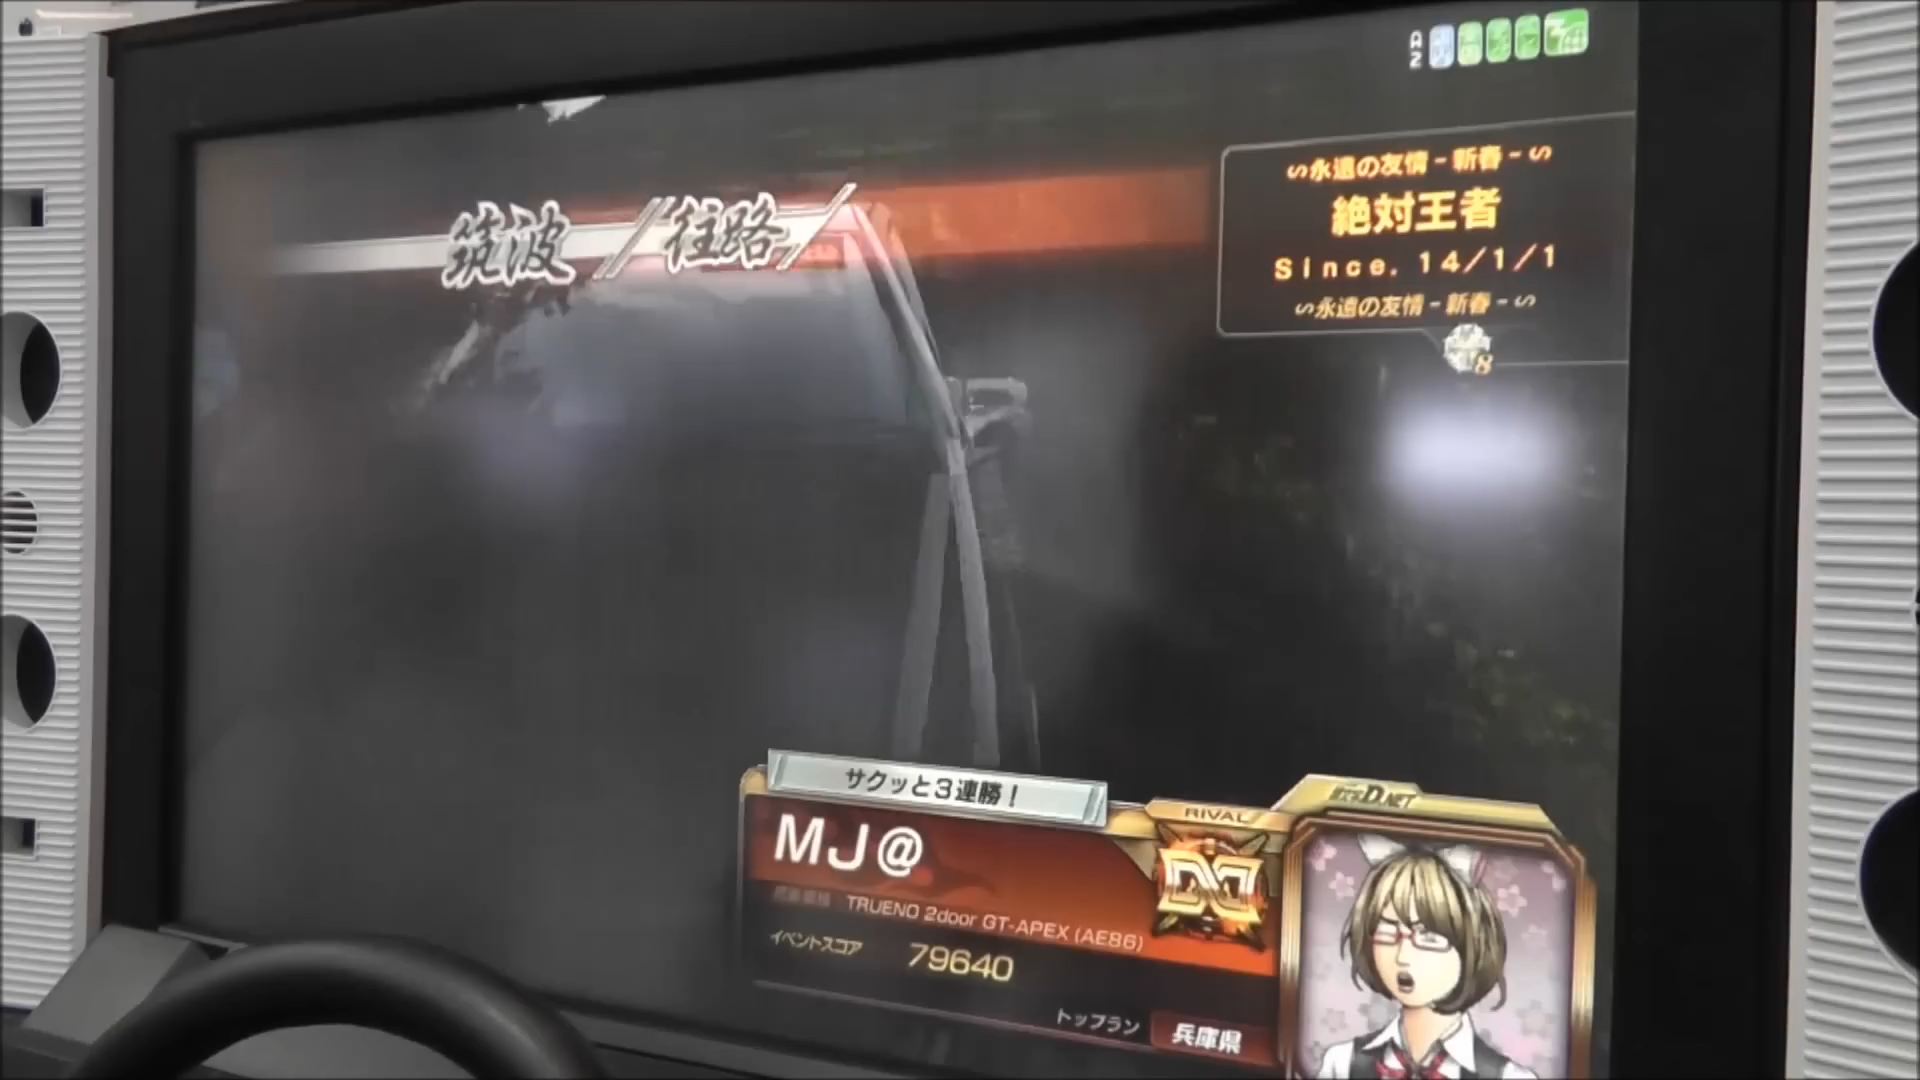 筑波 // 往路 /
A
2
∽永遠の友情-新春-∽
絶対王者
Since. 14/1/1
∽永遠の友情-新春-∽
8
サクッと3連勝！
MJ@
RIVAL
D.NET
TRUENO 2door GT-APEX (AE86)
イベントスコア 79640
トップラン 兵庫県